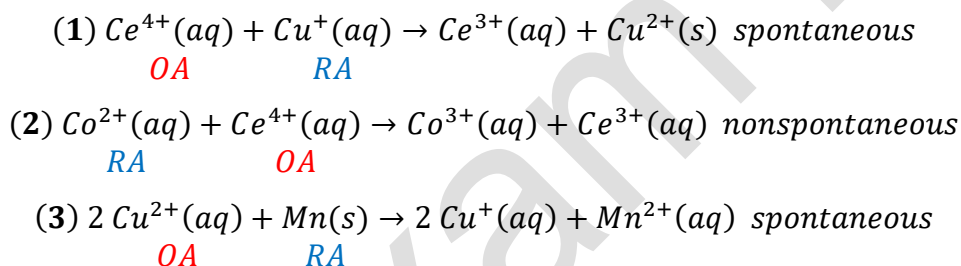 (1) Ce⁴⁺(aq) + Cu⁺(aq) → Ce³⁺(aq) + Cu²⁺(s) spontaneous
OA RA
(2) Co²⁺(aq) + Ce⁴⁺(aq) → Co³⁺(aq) + Ce³⁺(aq) nonspontaneous
RA OA
(3) 2 Cu²⁺(aq) + Mn(s) → 2 Cu⁺(aq) + Mn²⁺(aq) spontaneous
OA RA